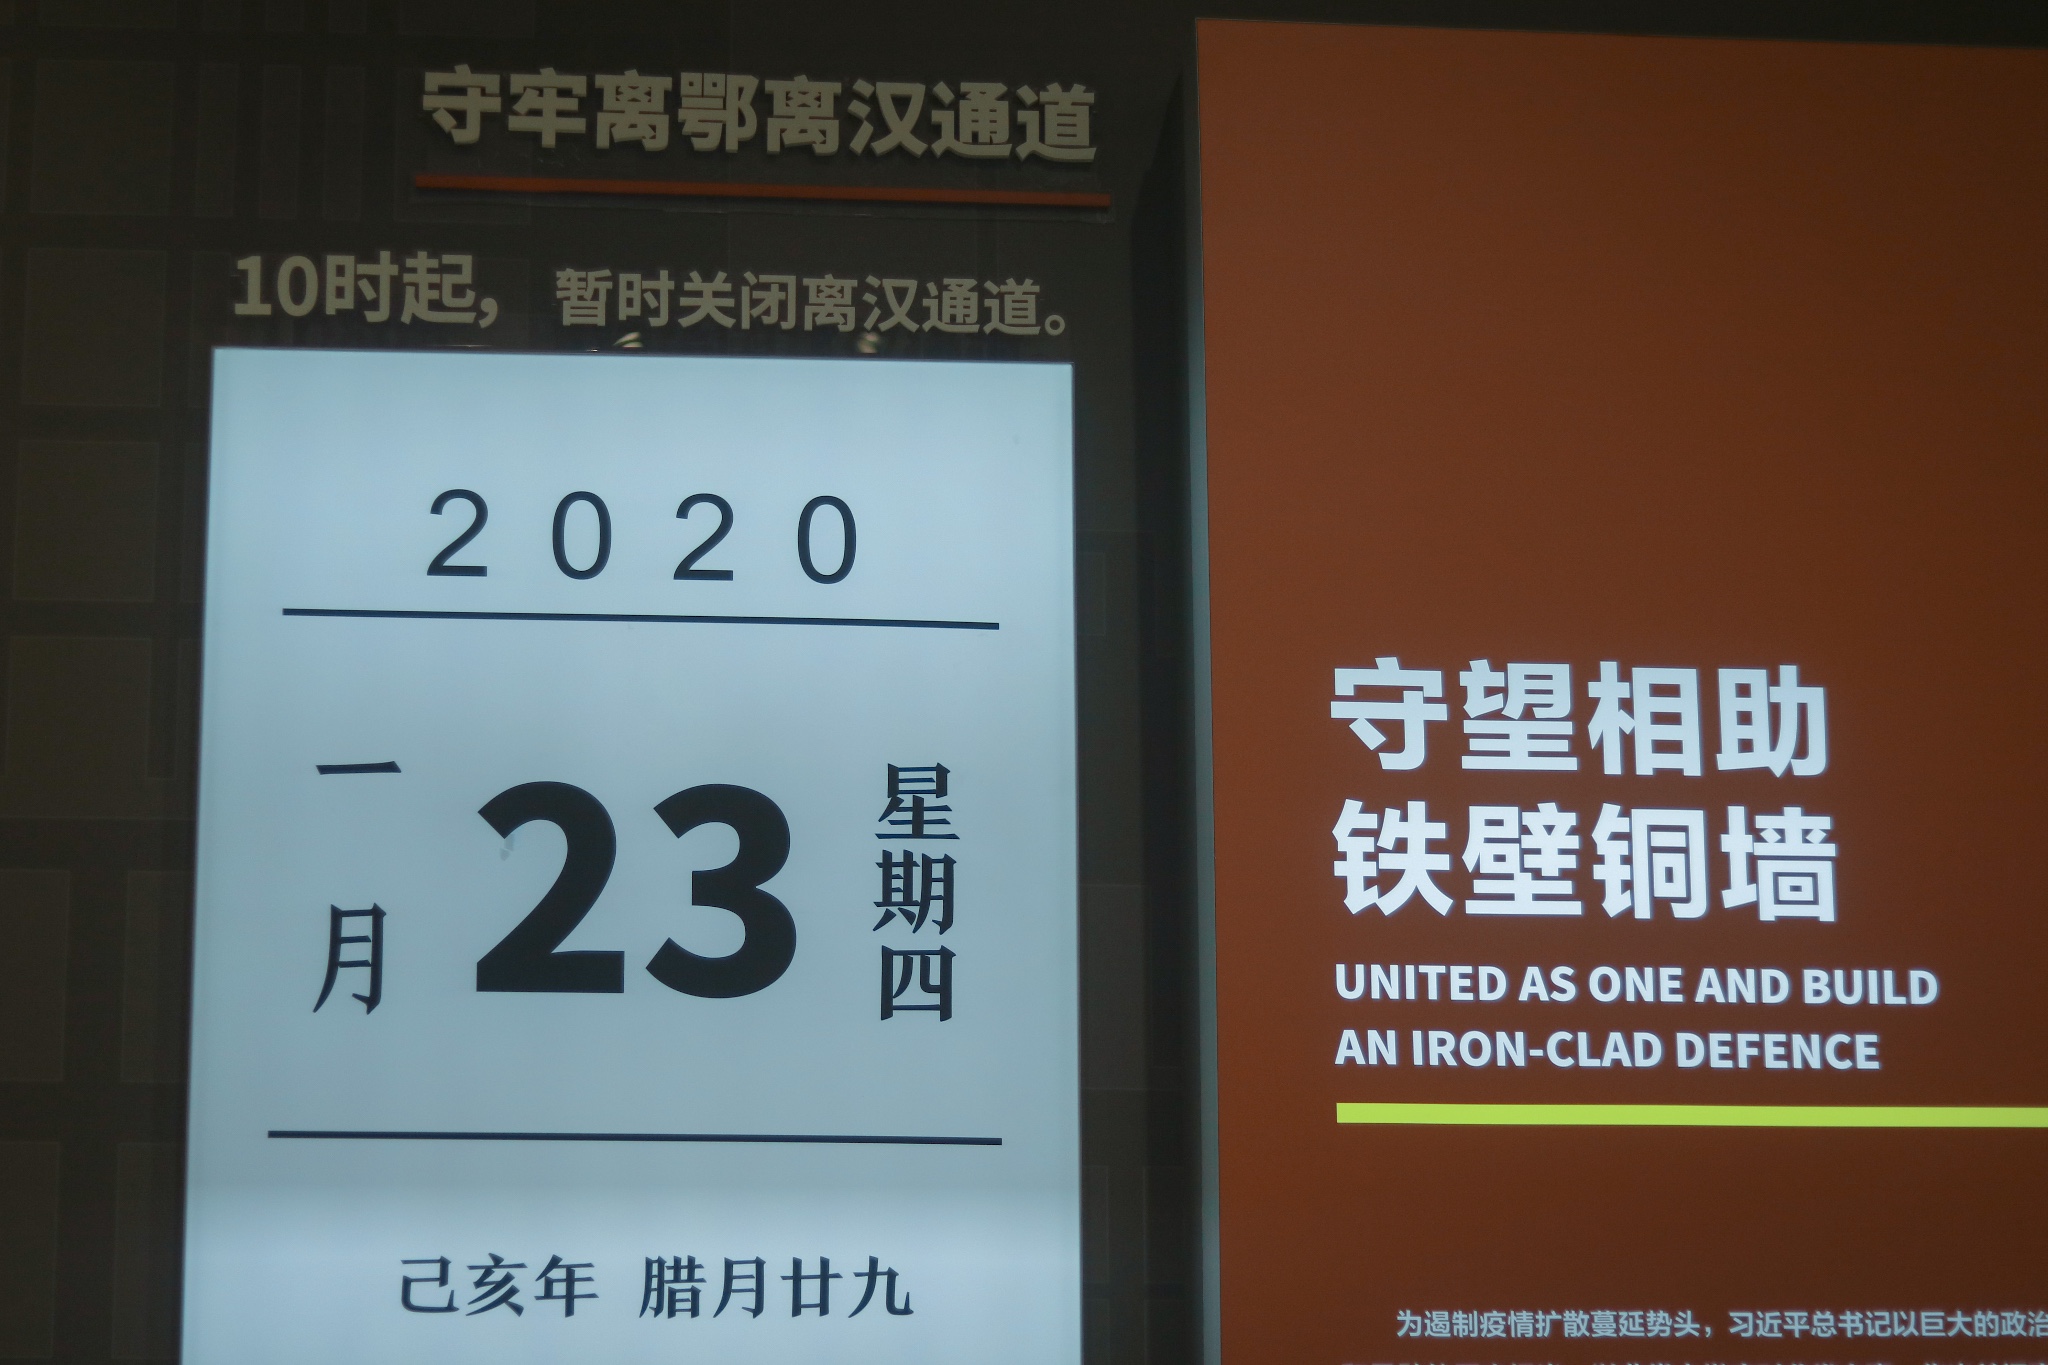 守牢离鄂离汉通道
10时起，暂时关闭离汉通道。
2020
一月
23
星期四
己亥年 腊月廿九
守望相助
铁壁铜墙
UNITED AS ONE AND BUILD
AN IRON-CLAD DEFENCE
为遏制疫情扩散蔓延势头，习近平总书记以巨大的政治